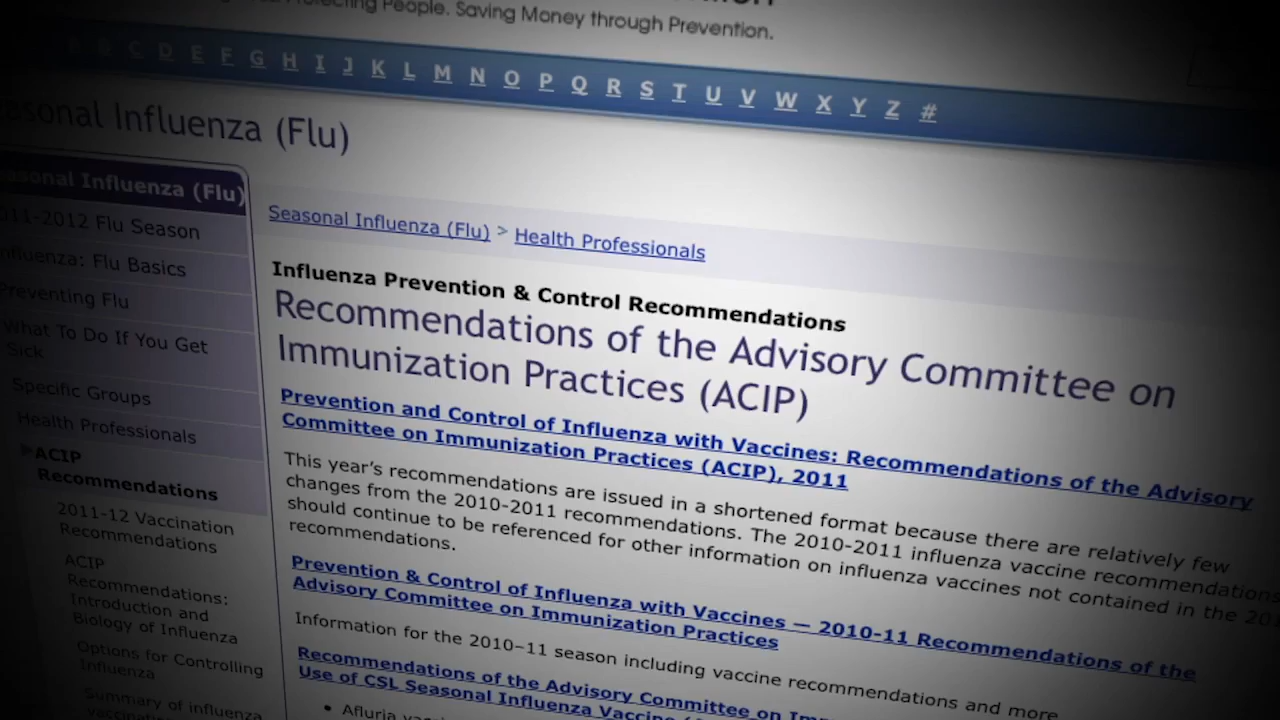 Protecting People. Saving Money through Prevention.
C D E F G H I J K L M N O P Q R S T U V W X Y Z #
Seasonal Influenza (Flu)
Seasonal Influenza (Flu)
2011-2012 Flu Season
Influenza: Flu Basics
Preventing Flu
What To Do If You Get
Sick
Specific Groups
Health Professionals
ACIP
Recommendations
2011-12 Vaccination
Recommendations
ACIP
Recommendations:
Introduction and
Biology of Influenza
Options for Controlling
Influenza
Summary of influenza
Seasonal Influenza (Flu) > Health Professionals
Influenza Prevention & Control Recommendations
Recommendations of the Advisory Committee on
Immunization Practices (ACIP)
Prevention and Control of Influenza with Vaccines: Recommendations of the Advisory
Committee on Immunization Practices (ACIP), 2011
This year's recommendations are issued in a shortened format because there are relatively few
changes from the 2010-2011 recommendations. The 2010-2011 influenza vaccine recommendations
should continue to be referenced for other information on influenza vaccines not contained in the
recommendations.
Prevention & Control of Influenza with Vaccines — 2010-11 Recommendations of the
Advisory Committee on Immunization Practices
Information for the 2010–11 season including vaccine recommendations and more
Recommendations of the Advisory Committee on
Use of CSL Seasonal Influenza Vaccine
• Afluria